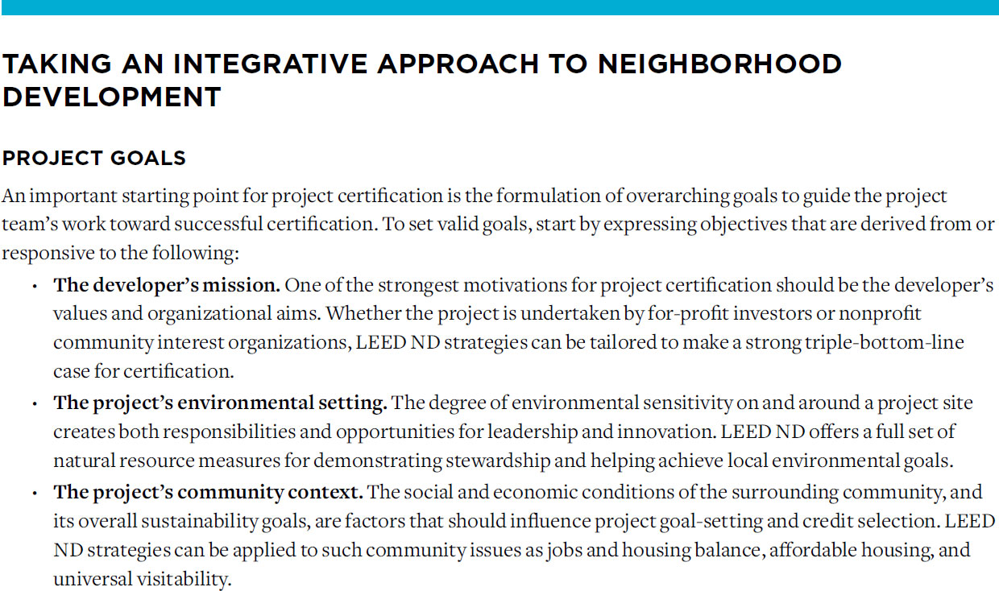 TAKING AN INTEGRATIVE APPROACH TO NEIGHBORHOOD
DEVELOPMENT
PROJECT GOALS
An important starting point for project certification is the formulation of overarching goals to guide the project
team’s work toward successful certification. To set valid goals, start by expressing objectives that are derived from or
responsive to the following:
• The developer’s mission. One of the strongest motivations for project certification should be the developer’s
values and organizational aims. Whether the project is undertaken by for-profit investors or nonprofit
community interest organizations, LEED ND strategies can be tailored to make a strong triple-bottom-line
case for certification.
• The project’s environmental setting. The degree of environmental sensitivity on and around a project site
creates both responsibilities and opportunities for leadership and innovation. LEED ND offers a full set of
natural resource measures for demonstrating stewardship and helping achieve local environmental goals.
• The project’s community context. The social and economic conditions of the surrounding community, and
its overall sustainability goals, are factors that should influence project goal-setting and credit selection. LEED
ND strategies can be applied to such community issues as jobs and housing balance, affordable housing, and
universal visitability.